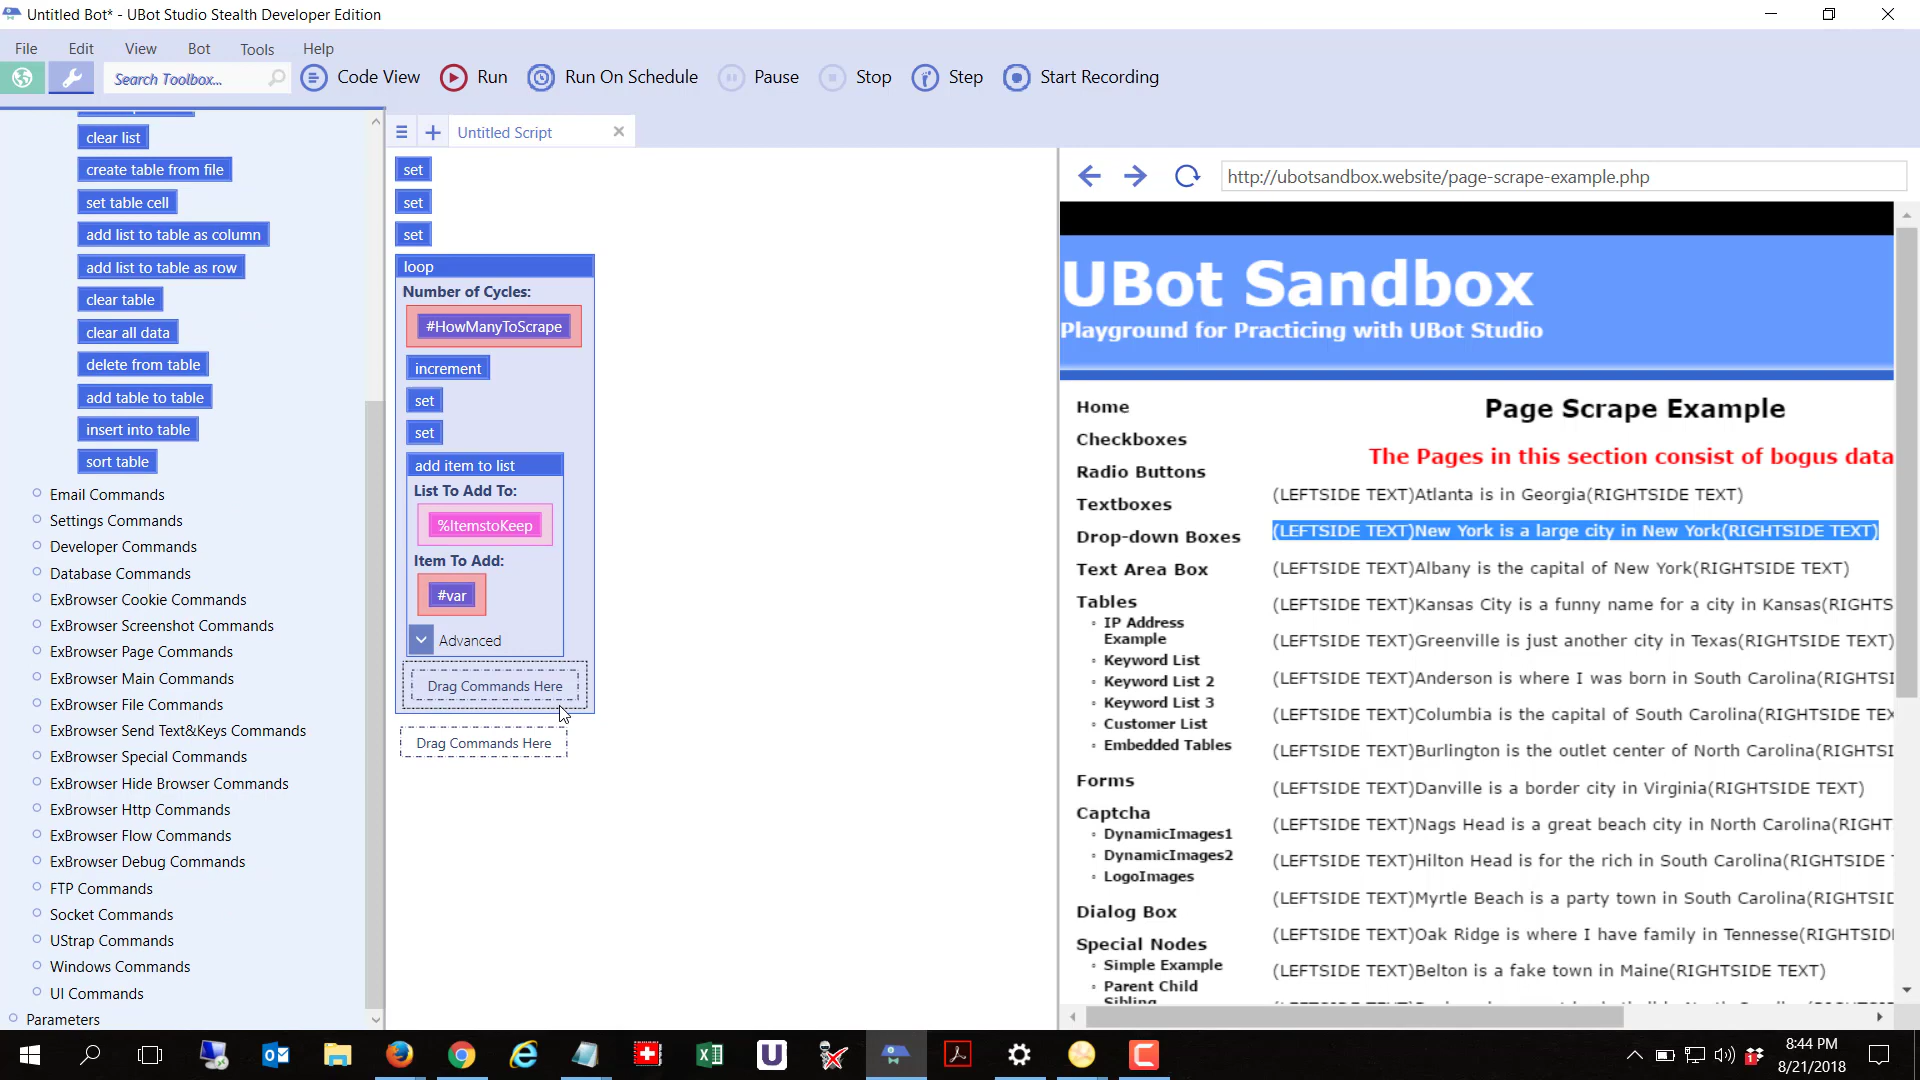 Untitled Bot* - UBot Studio Stealth Developer Edition
File Edit View Bot Tools Help
Search Toolbox...
Code View Run Run On Schedule Pause Stop Step Start Recording
clear list
create table from file
set table cell
add list to table as column
add list to table as row
clear table
clear all data
delete from table
add table to table
insert into table
sort table
Email Commands
Settings Commands
Developer Commands
Database Commands
ExBrowser Cookie Commands
ExBrowser Screenshot Commands
ExBrowser Page Commands
ExBrowser Main Commands
ExBrowser File Commands
ExBrowser Send Text&Keys Commands
ExBrowser Special Commands
ExBrowser Hide Browser Commands
ExBrowser Http Commands
ExBrowser Flow Commands
ExBrowser Debug Commands
FTP Commands
Socket Commands
UStrap Commands
Windows Commands
UI Commands
Parameters
Untitled Script
set
set
set
loop
Number of Cycles:
#HowManyToScrape
increment
set
set
add item to list
List To Add To:
%ItemstoKeep
Item To Add:
#var
Advanced
Drag Commands Here
Drag Commands Here
http://ubotsandbox.website/page-scrape-example.php
UBot Sandbox
Playground for Practicing with UBot Studio
Home
Checkboxes
Radio Buttons
Textboxes
Drop-down Boxes
Text Area Box
Tables
IP Address
Example
Keyword List
Keyword List 2
Keyword List 3
Customer List
Embedded Tables
Forms
Captcha
DynamicImages1
DynamicImages2
LogoImages
Dialog Box
Special Nodes
Simple Example
Parent Child
Sibling
Page Scrape Example
The Pages in this section consist of bogus data
(LEFTSIDE TEXT)Atlanta is in Georgia(RIGHTSIDE TEXT)
(LEFTSIDE TEXT)New York is a large city in New York(RIGHTSIDE TEXT)
(LEFTSIDE TEXT)Albany is the capital of New York(RIGHTSIDE TEXT)
(LEFTSIDE TEXT)Kansas City is a funny name for a city in Kansas(RIGHTS
(LEFTSIDE TEXT)Greenville is just another city in Texas(RIGHTSIDE TEXT)
(LEFTSIDE TEXT)Anderson is where I was born in South Carolina(RIGHTSI
(LEFTSIDE TEXT)Columbia is the capital of South Carolina(RIGHTSIDE TEX
(LEFTSIDE TEXT)Burlington is the outlet center of North Carolina(RIGHTSI
(LEFTSIDE TEXT)Danville is a border city in Virginia(RIGHTSIDE TEXT)
(LEFTSIDE TEXT)Nags Head is a great beach city in North Carolina(RIGHT
(LEFTSIDE TEXT)Hilton Head is for the rich in South Carolina(RIGHTSIDE
(LEFTSIDE TEXT)Myrtle Beach is a party town in South Carolina(RIGHTSID
(LEFTSIDE TEXT)Oak Ridge is where I have family in Tennesse(RIGHTSID
(LEFTSIDE TEXT)Belton is a fake town in Maine(RIGHTSIDE TEXT)
8:44 PM
8/21/2018